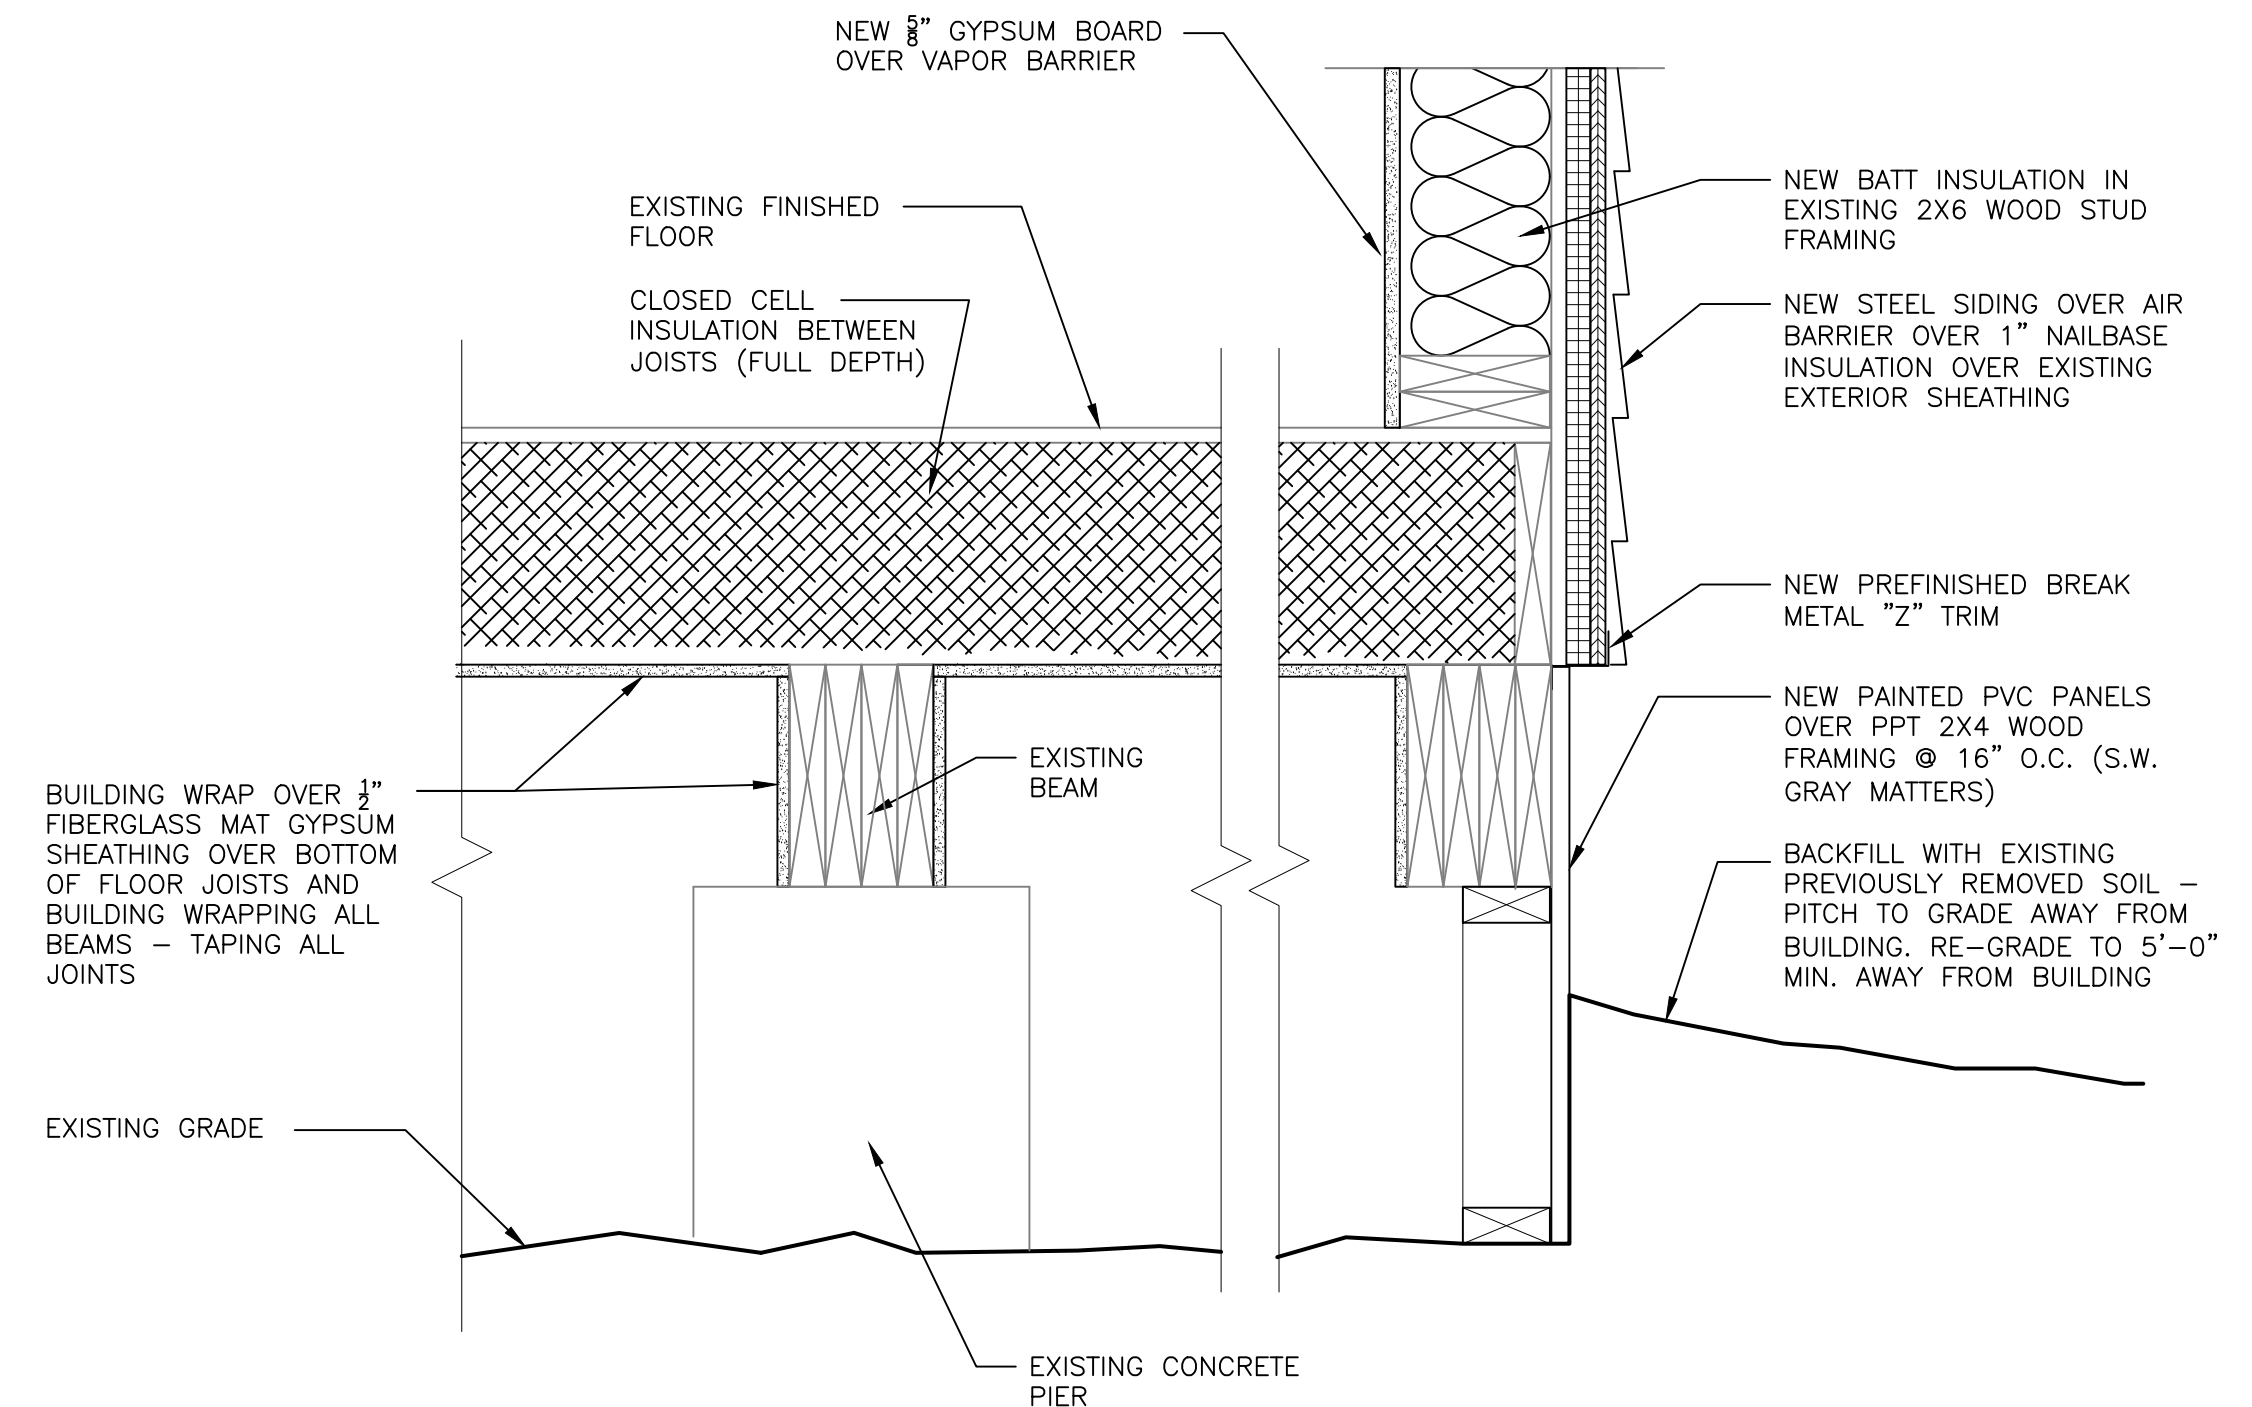 NEW 5/8" GYPSUM BOARD
OVER VAPOR BARRIER
EXISTING FINISHED
FLOOR
CLOSED CELL
INSULATION BETWEEN
JOISTS (FULL DEPTH)
NEW BATT INSULATION IN
EXISTING 2X6 WOOD STUD
FRAMING
NEW STEEL SIDING OVER AIR
BARRIER OVER 1" NAILBASE
INSULATION OVER EXISTING
EXTERIOR SHEATHING
NEW PREFINISHED BREAK
METAL "Z" TRIM
NEW PAINTED PVC PANELS
OVER PPT 2X4 WOOD
FRAMING @ 16" O.C. (S.W.
GRAY MATTERS)
EXISTING
BEAM
BUILDING WRAP OVER 1/2"
FIBERGLASS MAT GYPSUM
SHEATHING OVER BOTTOM
OF FLOOR JOISTS AND
BUILDING WRAPPING ALL
BEAMS – TAPING ALL
JOINTS
BACKFILL WITH EXISTING
PREVIOUSLY REMOVED SOIL –
PITCH TO GRADE AWAY FROM
BUILDING. RE-GRADE TO 5'-0"
MIN. AWAY FROM BUILDING
EXISTING GRADE
EXISTING CONCRETE
PIER